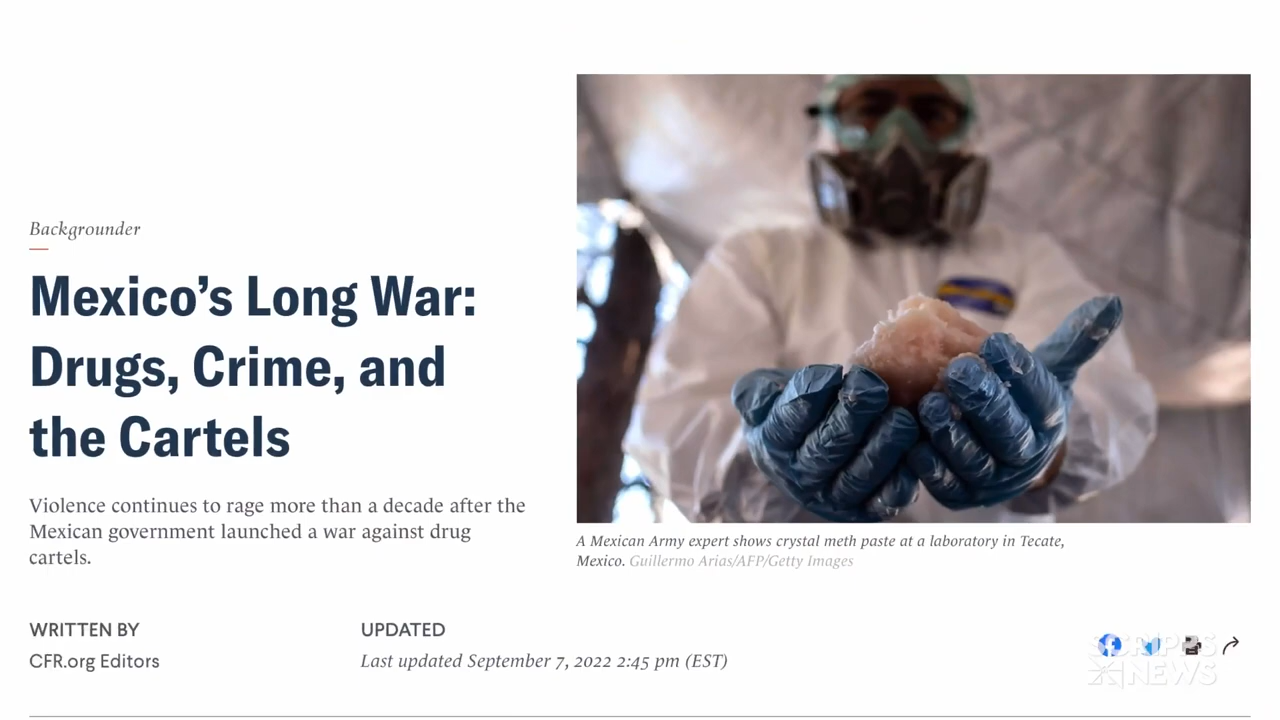 Backgrounder
Mexico’s Long War:
Drugs, Crime, and
the Cartels
Violence continues to rage more than a decade after the
Mexican government launched a war against drug
cartels.
A Mexican Army expert shows crystal meth paste at a laboratory in Tecate,
Mexico. Guillermo Arias/AFP/Getty Images
WRITTEN BY
CFR.org Editors
UPDATED
Last updated September 7, 2022 2:45 pm (EST)
SCRIPPS
NEWS